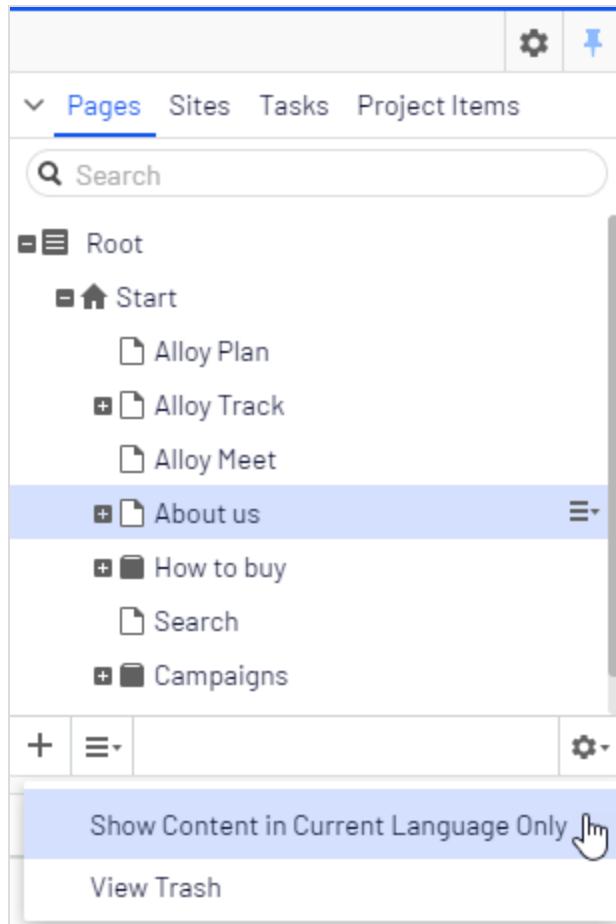 Pages Sites Tasks Project Items
Search
Root
Start
Alloy Plan
Alloy Track
Alloy Meet
About us
How to buy
Search
Campaigns
Show Content in Current Language Only
View Trash